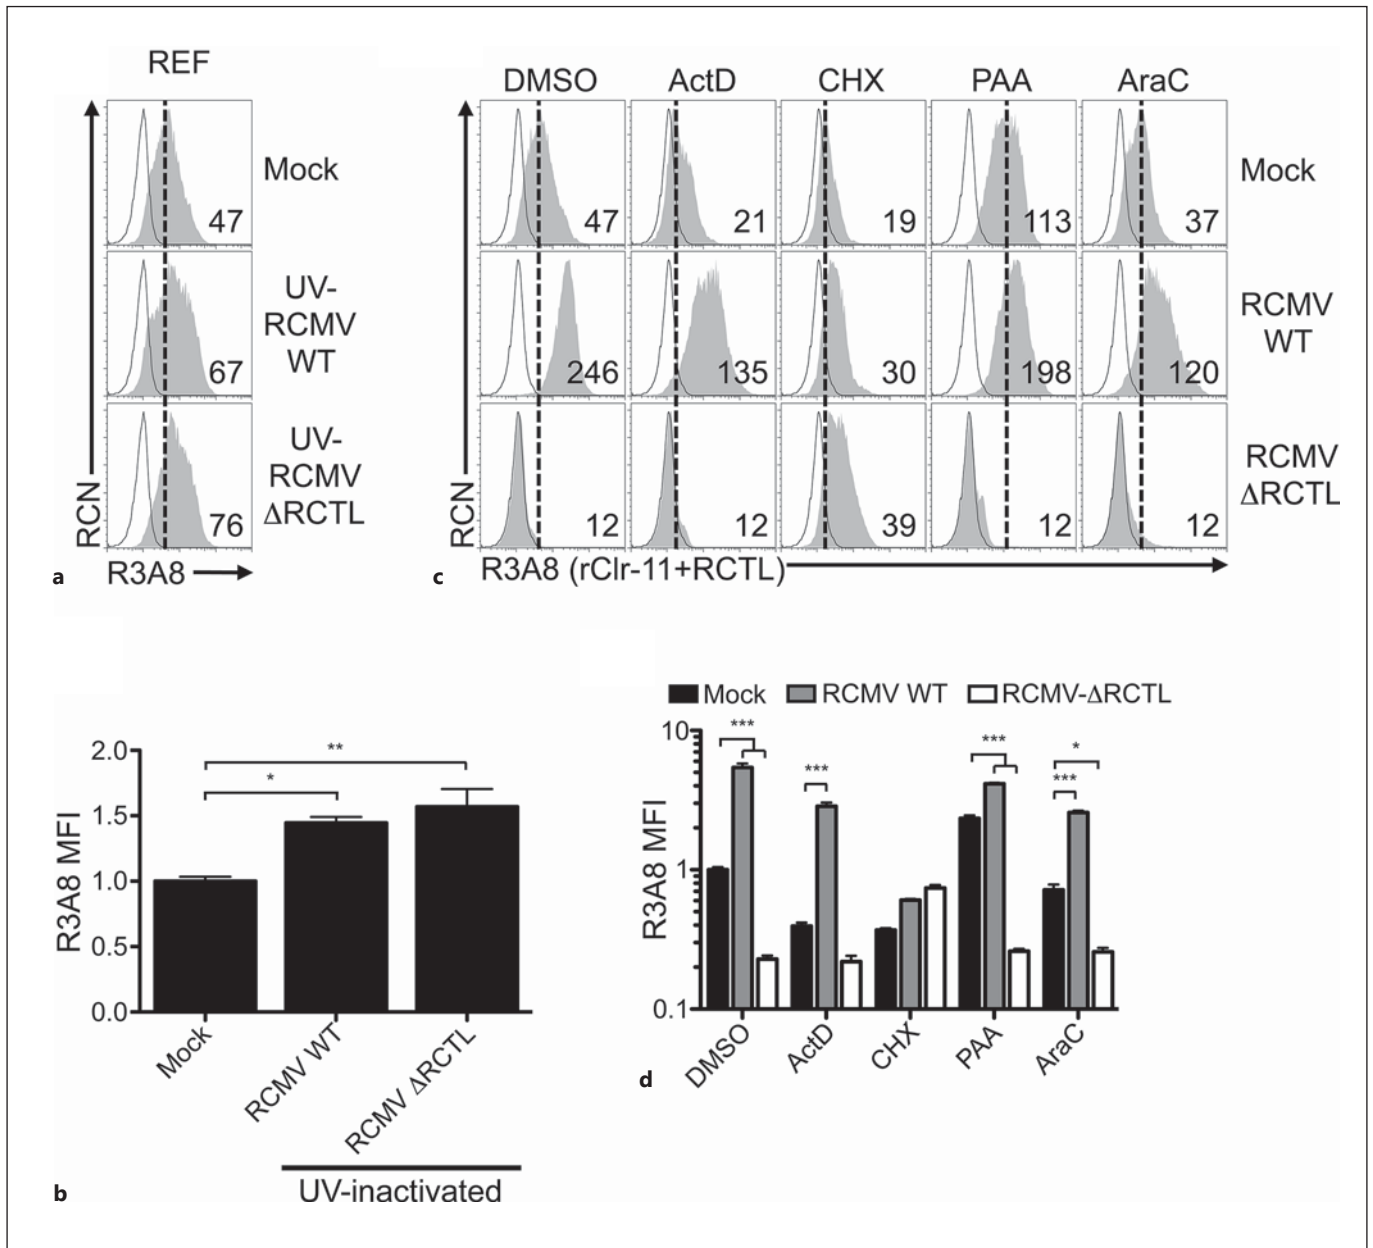 REF
Mock
47
UV-
RCMV
WT
67
UV-
RCMV
ΔRCTL
76
RCN
R3A8
a
DMSO ActD CHX PAA AraC
47 21 19 113 37
Mock
246 135 30 198 120
RCMV
WT
12 12 39 12 12
RCMV
ΔRCTL
RCN
R3A8 (rClr-11+RCTL)
c
2.0
1.5
1.0
0.5
0.0
R3A8 MFI
*
**
Mock
RCMV WT
RCMV ΔRCTL
UV-inactivated
b
Mock RCMV WT RCMV-ΔRCTL
10
1
0.1
R3A8 MFI
***
***
***
***
*
DMSO
ActD
CHX
PAA
AraC
d